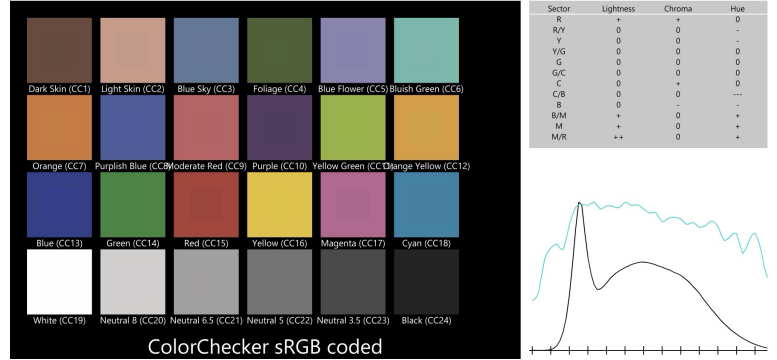 Dark Skin (CC1) Light Skin (CC2) Blue Sky (CC3) Foliage (CC4) Blue Flower (CC5) Bluish Green (CC6)
Orange (CC7) Purplish Blue (CC8) Moderate Red (CC9) Purple (CC10) Yellow Green (CC11) Orange Yellow (CC12)
Blue (CC13) Green (CC14) Red (CC15) Yellow (CC16) Magenta (CC17) Cyan (CC18)
White (CC19) Neutral 8 (CC20) Neutral 6.5 (CC21) Neutral 5 (CC22) Neutral 3.5 (CC23) Black (CC24)
ColorChecker sRGB coded
Sector Lightness Chroma Hue
R + + 0
R/Y 0 0 -
Y 0 0 -
Y/G 0 0 0
G 0 0 0
G/C 0 0 0
C 0 + 0
C/B 0 0 ---
B 0 - -
B/M + 0 +
M + 0 +
M/R ++ 0 +